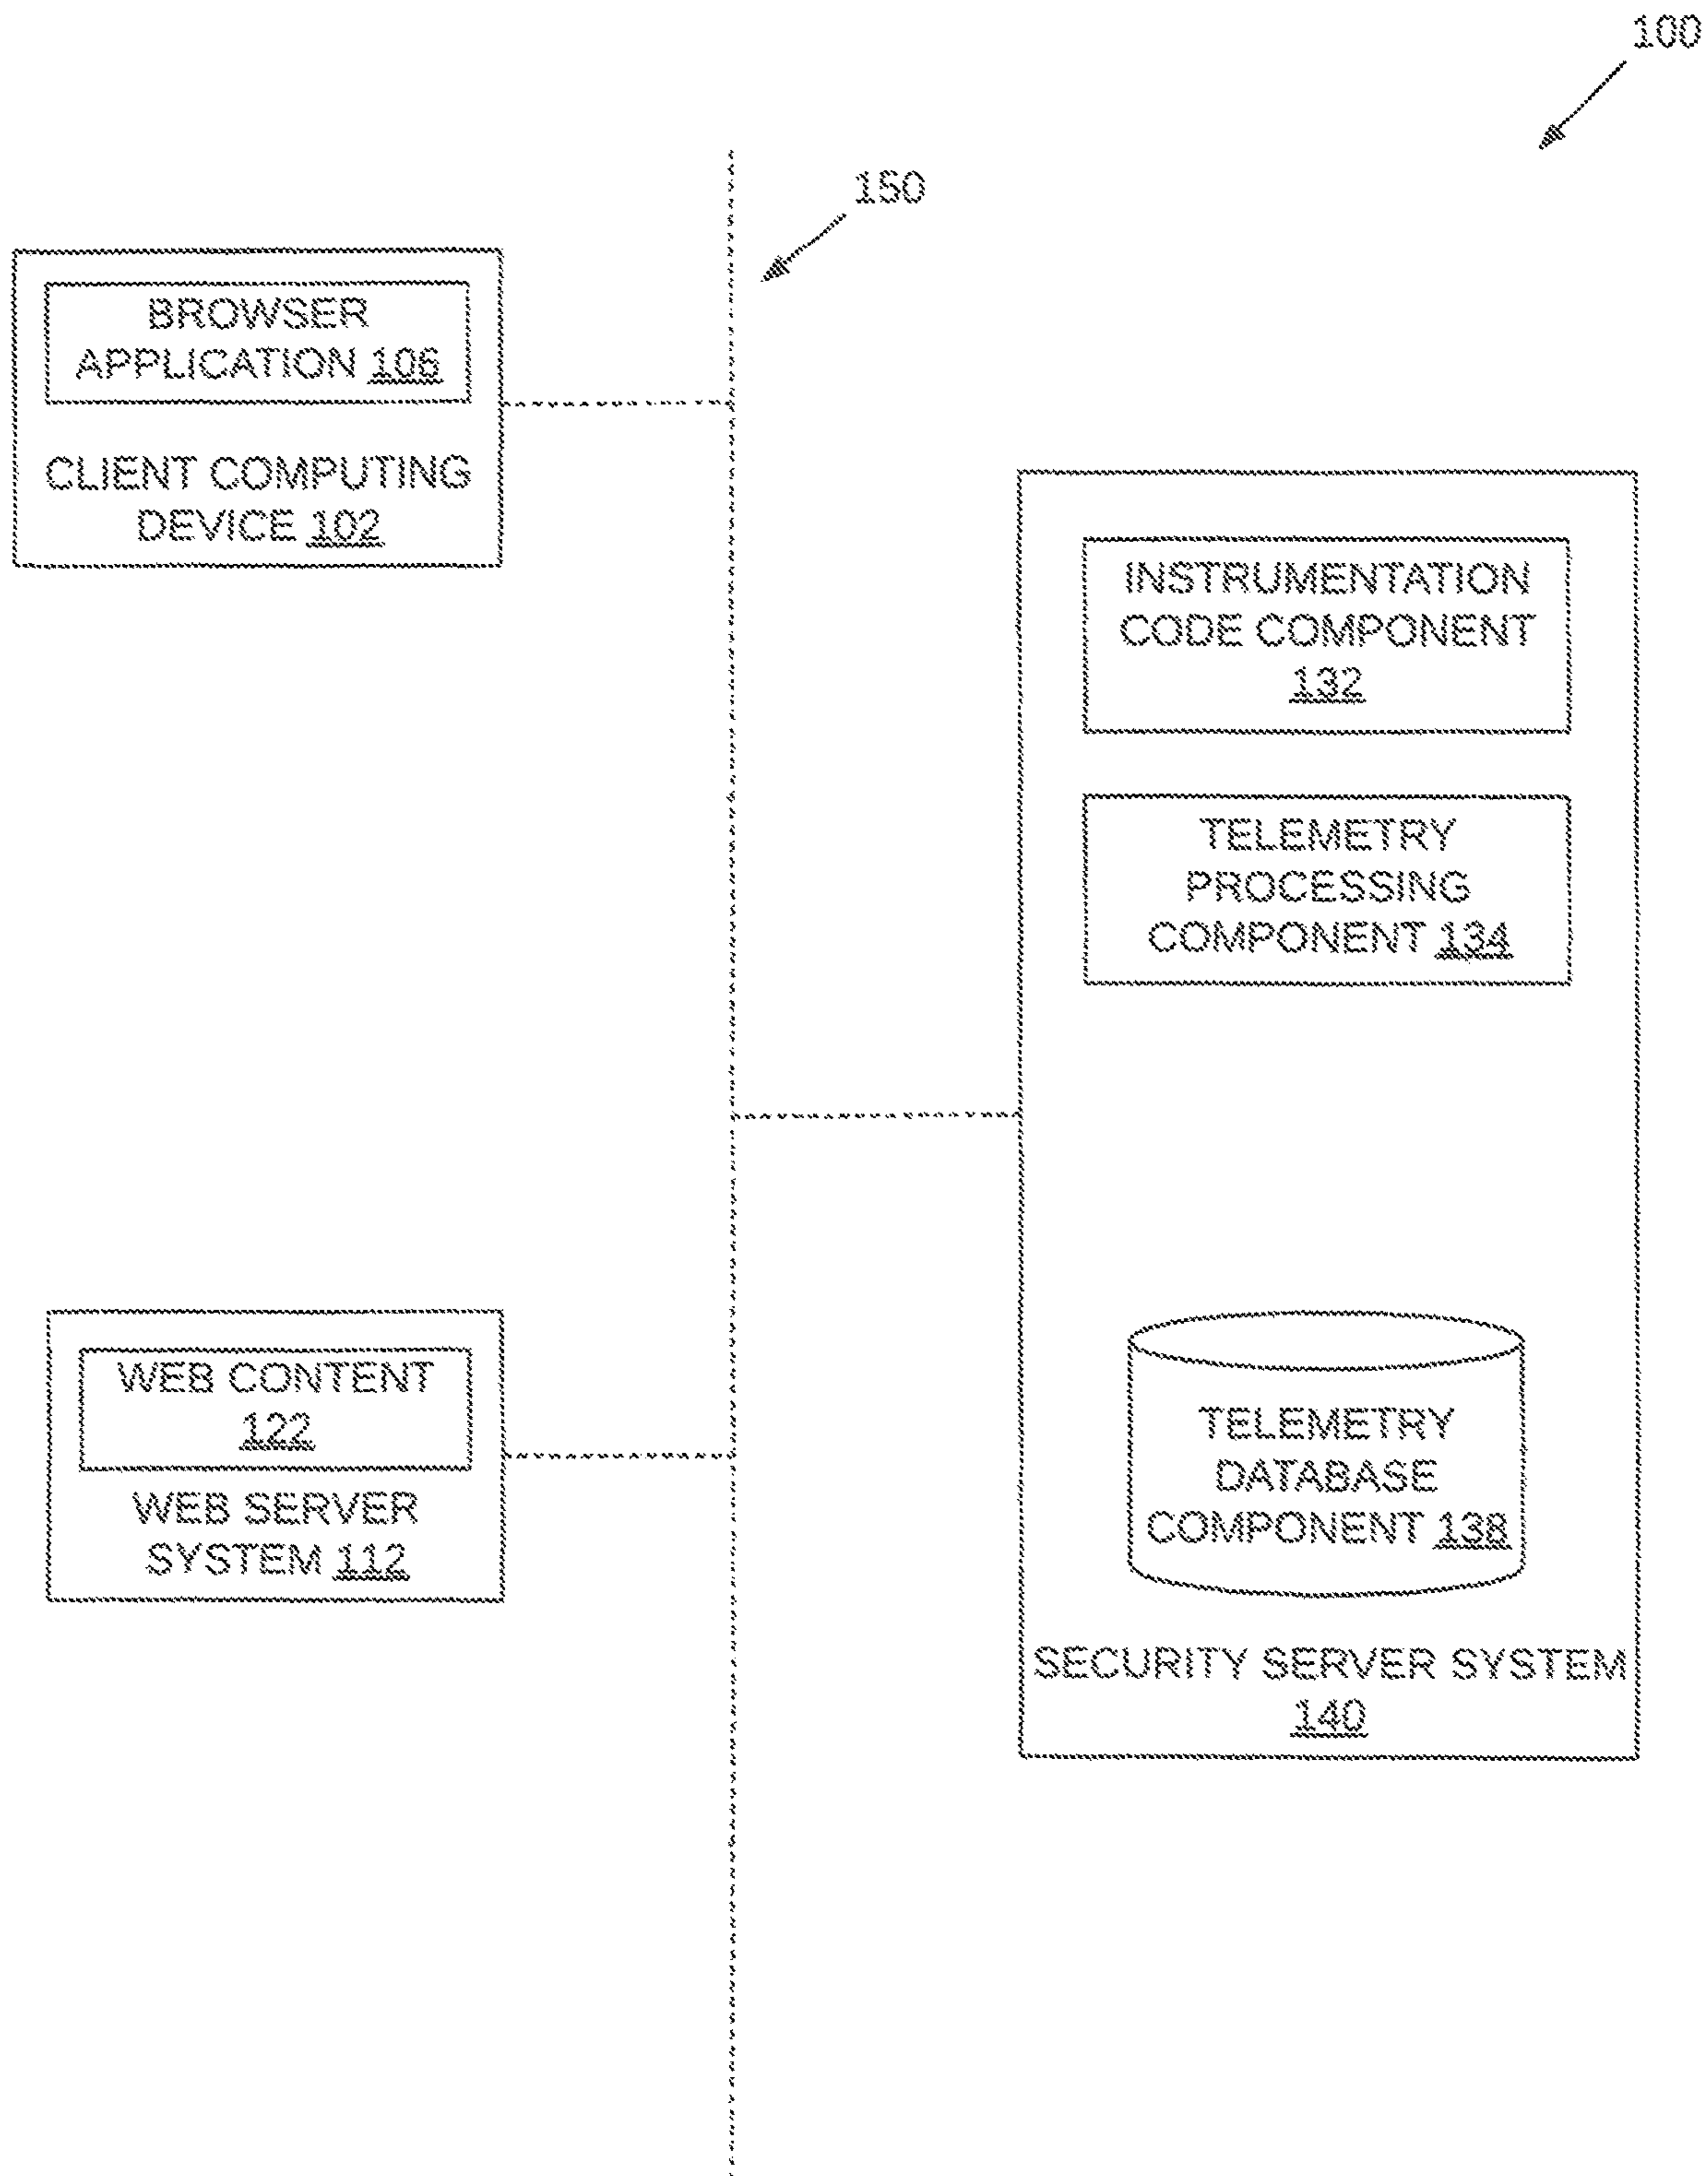 100
150
BROWSER
APPLICATION 106
CLIENT COMPUTING
DEVICE 102
INSTRUMENTATION
CODE COMPONENT
132
TELEMETRY
PROCESSING
COMPONENT 134
WEB CONTENT
122
WEB SERVER
SYSTEM 112
TELEMETRY
DATABASE
COMPONENT 138
SECURITY SERVER SYSTEM
140